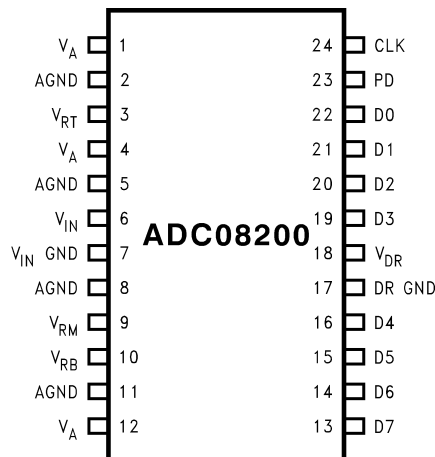 V_A 1 24 CLK
AGND 2 23 PD
V_RT 3 22 D0
V_A 4 21 D1
AGND 5 20 D2
V_IN 6 19 D3
ADC08200
V_IN GND 7 18 V_DR
AGND 8 17 DR GND
V_RM 9 16 D4
V_RB 10 15 D5
AGND 11 14 D6
V_A 12 13 D7